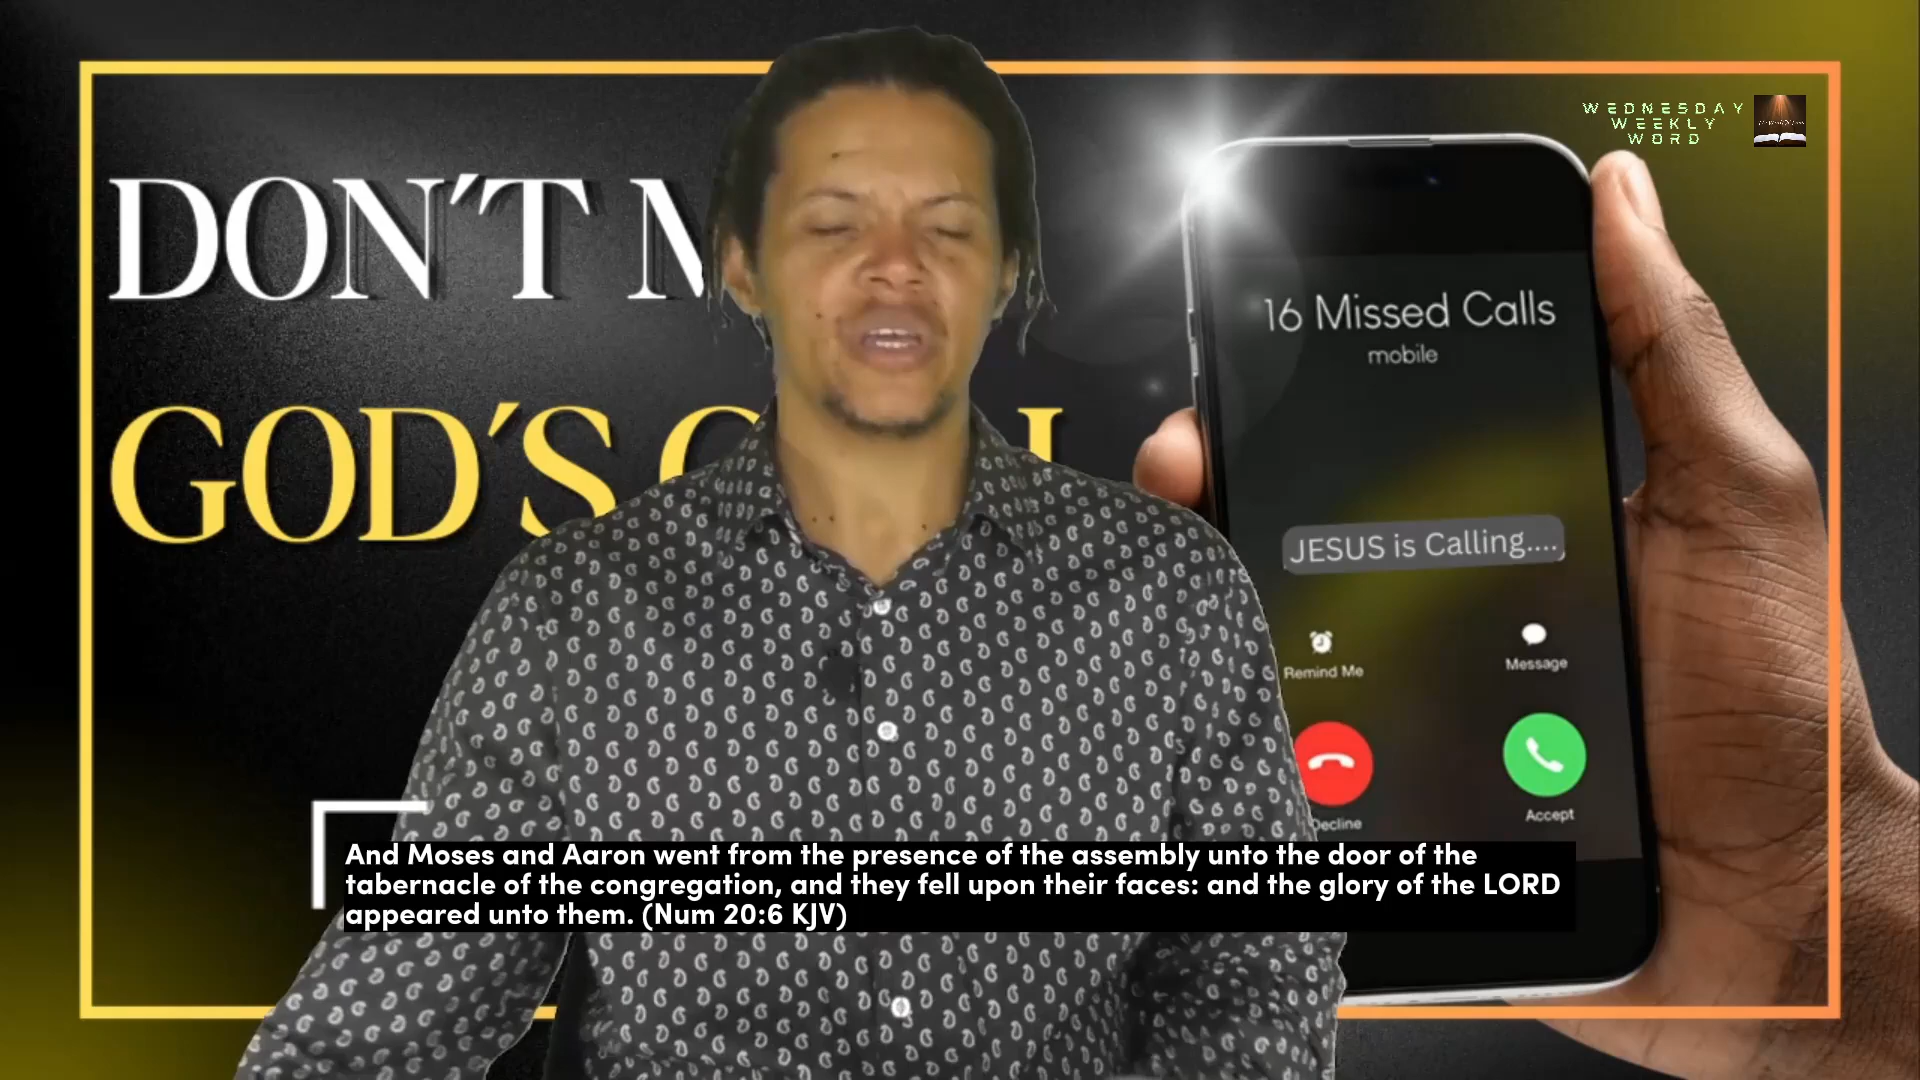 WEDNESDAY
WEEKLY
WORD
DON'T M
GOD'S C L
16 Missed Calls
mobile
JESUS is Calling....
Remind Me
Message
Decline
Accept
And Moses and Aaron went from the presence of the assembly unto the door of the
tabernacle of the congregation, and they fell upon their faces: and the glory of the LORD
appeared unto them. (Num 20:6 KJV)